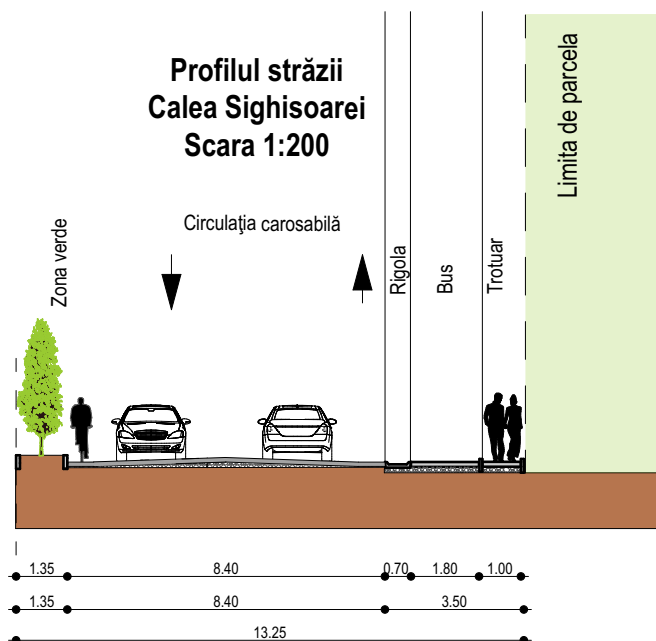 Profilul străzii
Calea Sighisoarei
Scara 1:200
Limita de parcela
Circulaţia carosabilă
Zona verde
Rigola
Bus
Trotuar
1.35 8.40 0.70 1.80 1.00
1.35 8.40 3.50
13.25